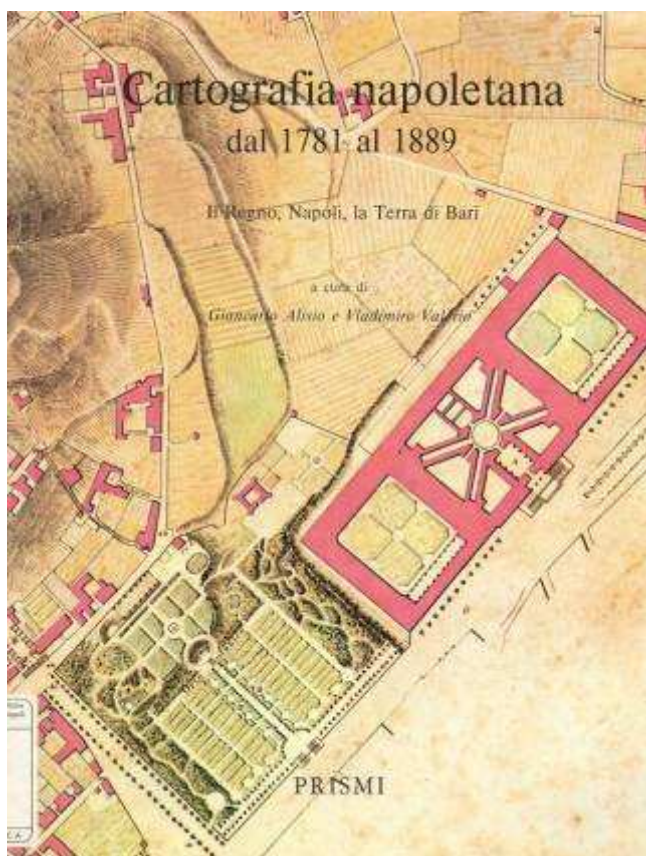 Cartografia napoletana
dal 1781 al 1889
Il Regno, Napoli, la Terra di Bari
a cura di
Giancarlo Alisio e Vladimiro Valerio
PRISMI